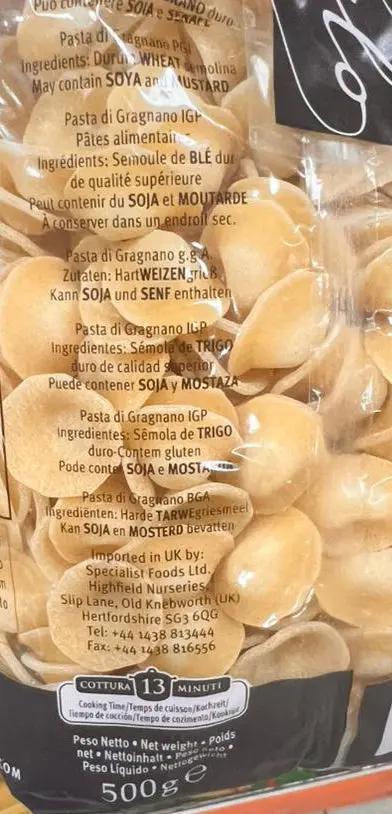 Può contenere SOIA e SENAPE
Pasta di Gragnano PGI
Ingredients: Durum WHEAT semolina
May contain SOYA and MUSTARD
Pasta di Gragnano IGP
Pâtes alimentaires
Ingrédients: Semoule de BLÉ dur
de qualité supérieure
Peut contenir du SOJA et MOUTARDE
À conserver dans un endroit sec.
Pasta di Gragnano g.g.A.
Zutaten: HartWEIZENgrieß
Kann SOJA und SENF enthalten
Pasta di Gragnano IGP
Ingredientes: Sémola de TRIGO
duro de calidad superior
Puede contener SOJA y MOSTAZA
Pasta di Gragnano IGP
Ingredientes: Sêmola de TRIGO
duro-Contem gluten
Pode conter SOJA e
Pasta di Gragnano BGA
Ingrediënten: Harde TARWEgriesmeel
Kan SOJA en MOSTERD bevatten
Imported in UK by:
Specialist Foods Ltd.
Highfield Nurseries,
Slip Lane, Old Knebworth (UK)
Hertfordshire SG3 6QG
Tel: +44 1438 813444
Fax: +44 1438 816556
COTTURA 13 MINUTI
Cooking Time/Temps de cuisson/Kochzeit/
Tiempo de cocción/Tempo de cozimento/
Peso Netto • Net weight • Poids
net • Nettoinhalt • Peso neto •
Peso Líquido • Nettogewicht
500g e